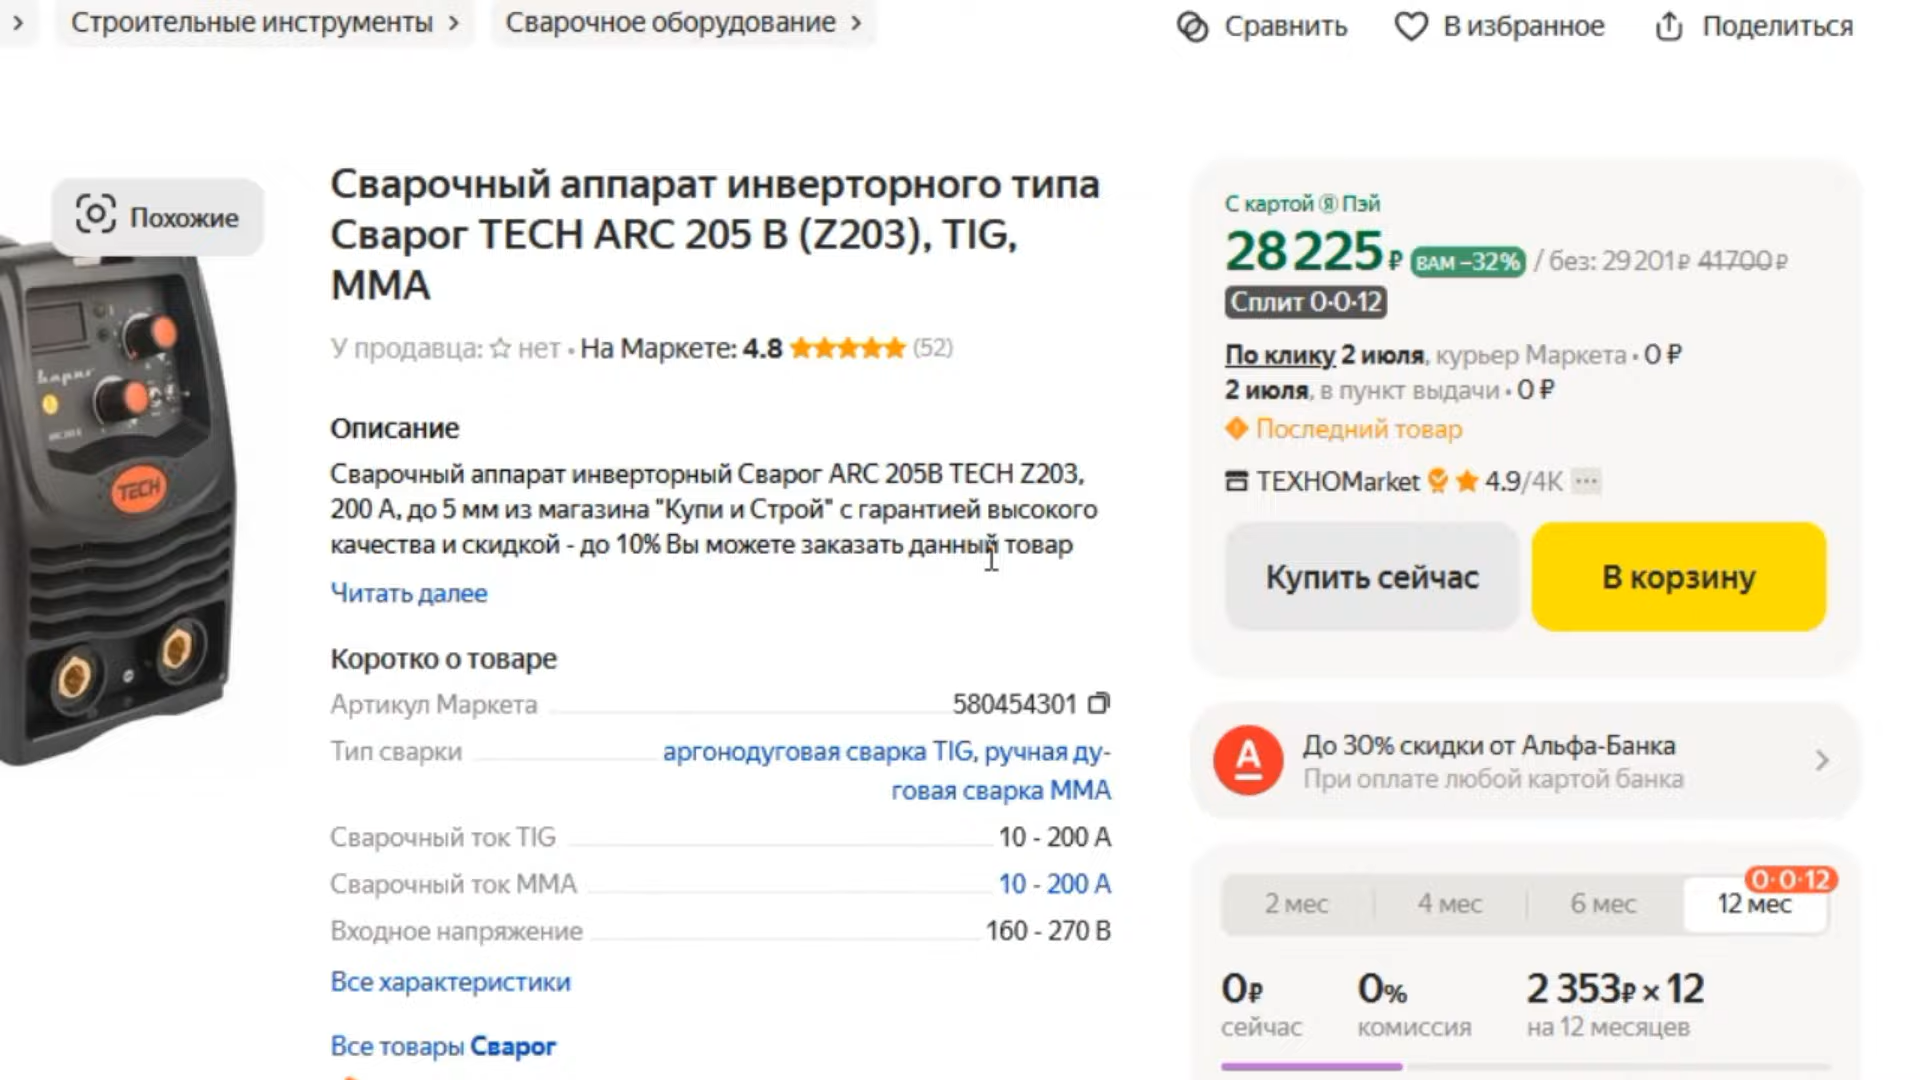 Строительные инструменты
Сварочное оборудование
Сравнить
В избранное
Поделиться
Похожие
TECH
Сварочный аппарат инверторного типа
Сварог TECH ARC 205 B (Z203), TIG,
MMA
У продавца: нет • На Маркете: 4.8 (52)
Описание
Сварочный аппарат инверторный Сварог ARC 205B TECH Z203,
200 А, до 5 мм из магазина "Купи и Строй" с гарантией высокого
качества и скидкой - до 10% Вы можете заказать данный товар
Читать далее
Коротко о товаре
Артикул Маркета 580454301
Тип сварки аргонодуговая сварка TIG, ручная ду-
говая сварка MMA
Сварочный ток TIG 10 - 200 А
Сварочный ток MMA 10 - 200 А
Входное напряжение 160 - 270 В
Все характеристики
Все товары Сварог
С картой Я Пэй
28 225 ₽ ВАМ –32% / без: 29 201 ₽ 41700 ₽
Сплит 0·0·12
По клику 2 июля, курьер Маркета • 0 ₽
2 июля, в пункт выдачи • 0 ₽
Последний товар
ТЕХНОMarket 4.9/4K ···
Купить сейчас
В корзину
А
До 30% скидки от Альфа-Банка
При оплате любой картой банка
0·0·12
2 мес 4 мес 6 мес 12 мес
0₽ 0% 2 353₽ × 12
сейчас комиссия на 12 месяцев